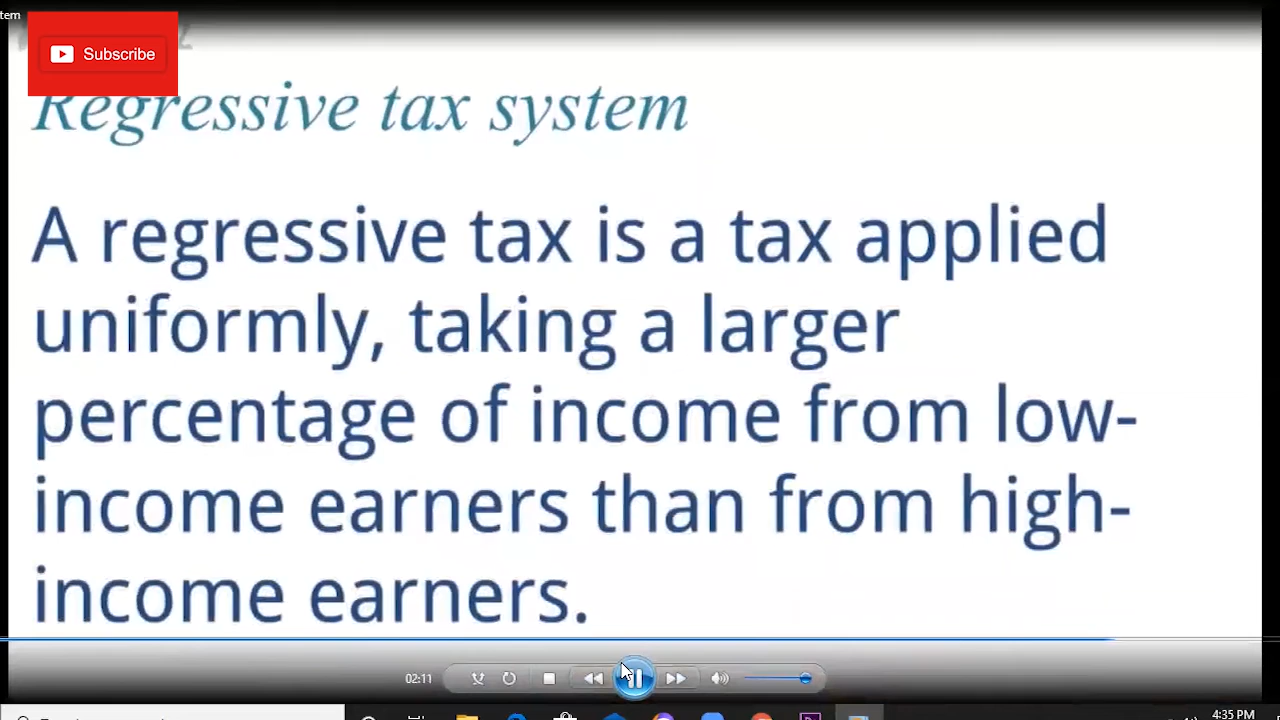 tem
Subscribe
Regressive tax system
A regressive tax is a tax applied
uniformly, taking a larger
percentage of income from low-
income earners than from high-
income earners.
02:11
4:35 PM